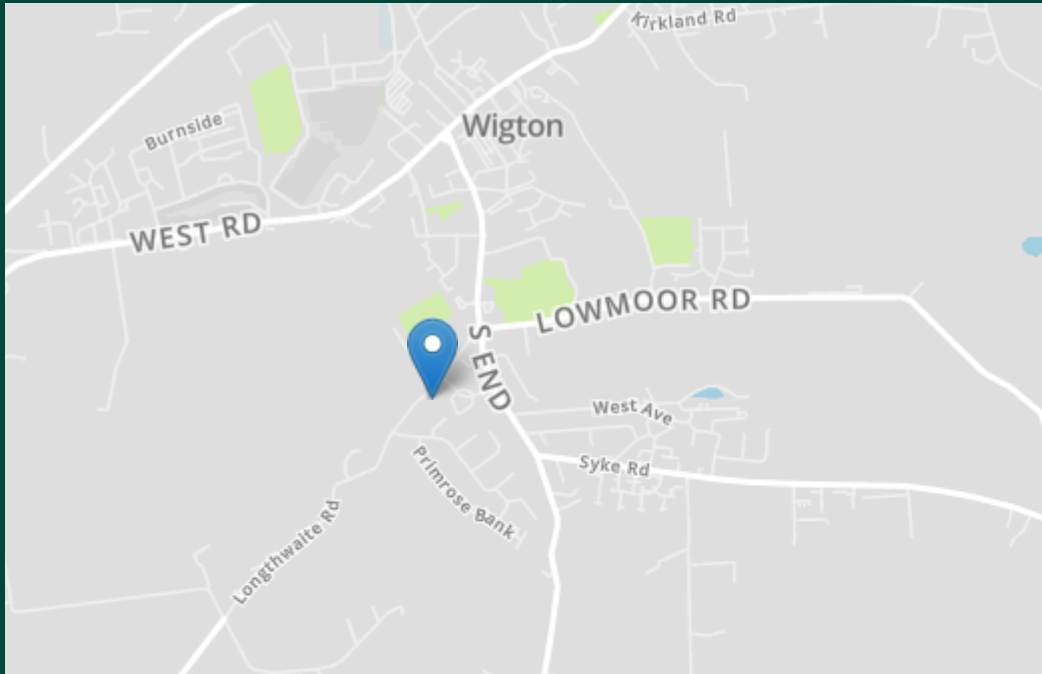 Kirkland Rd
Burnside
Wigton
WEST RD
LOWMOOR RD
S END
West Ave
Syke Rd
Primrose Bank
Longthwaite Rd